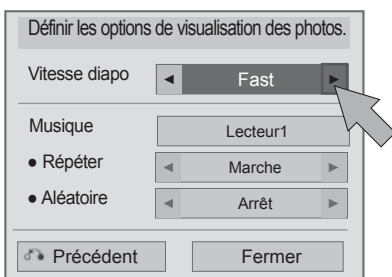 Définir les options de visualisation des photos.
Vitesse diapo ◄ Fast ►
Musique Lecteur1
● Répéter ◄ Marche ►
● Aléatoire ◄ Arrêt ►
Précédent Fermer